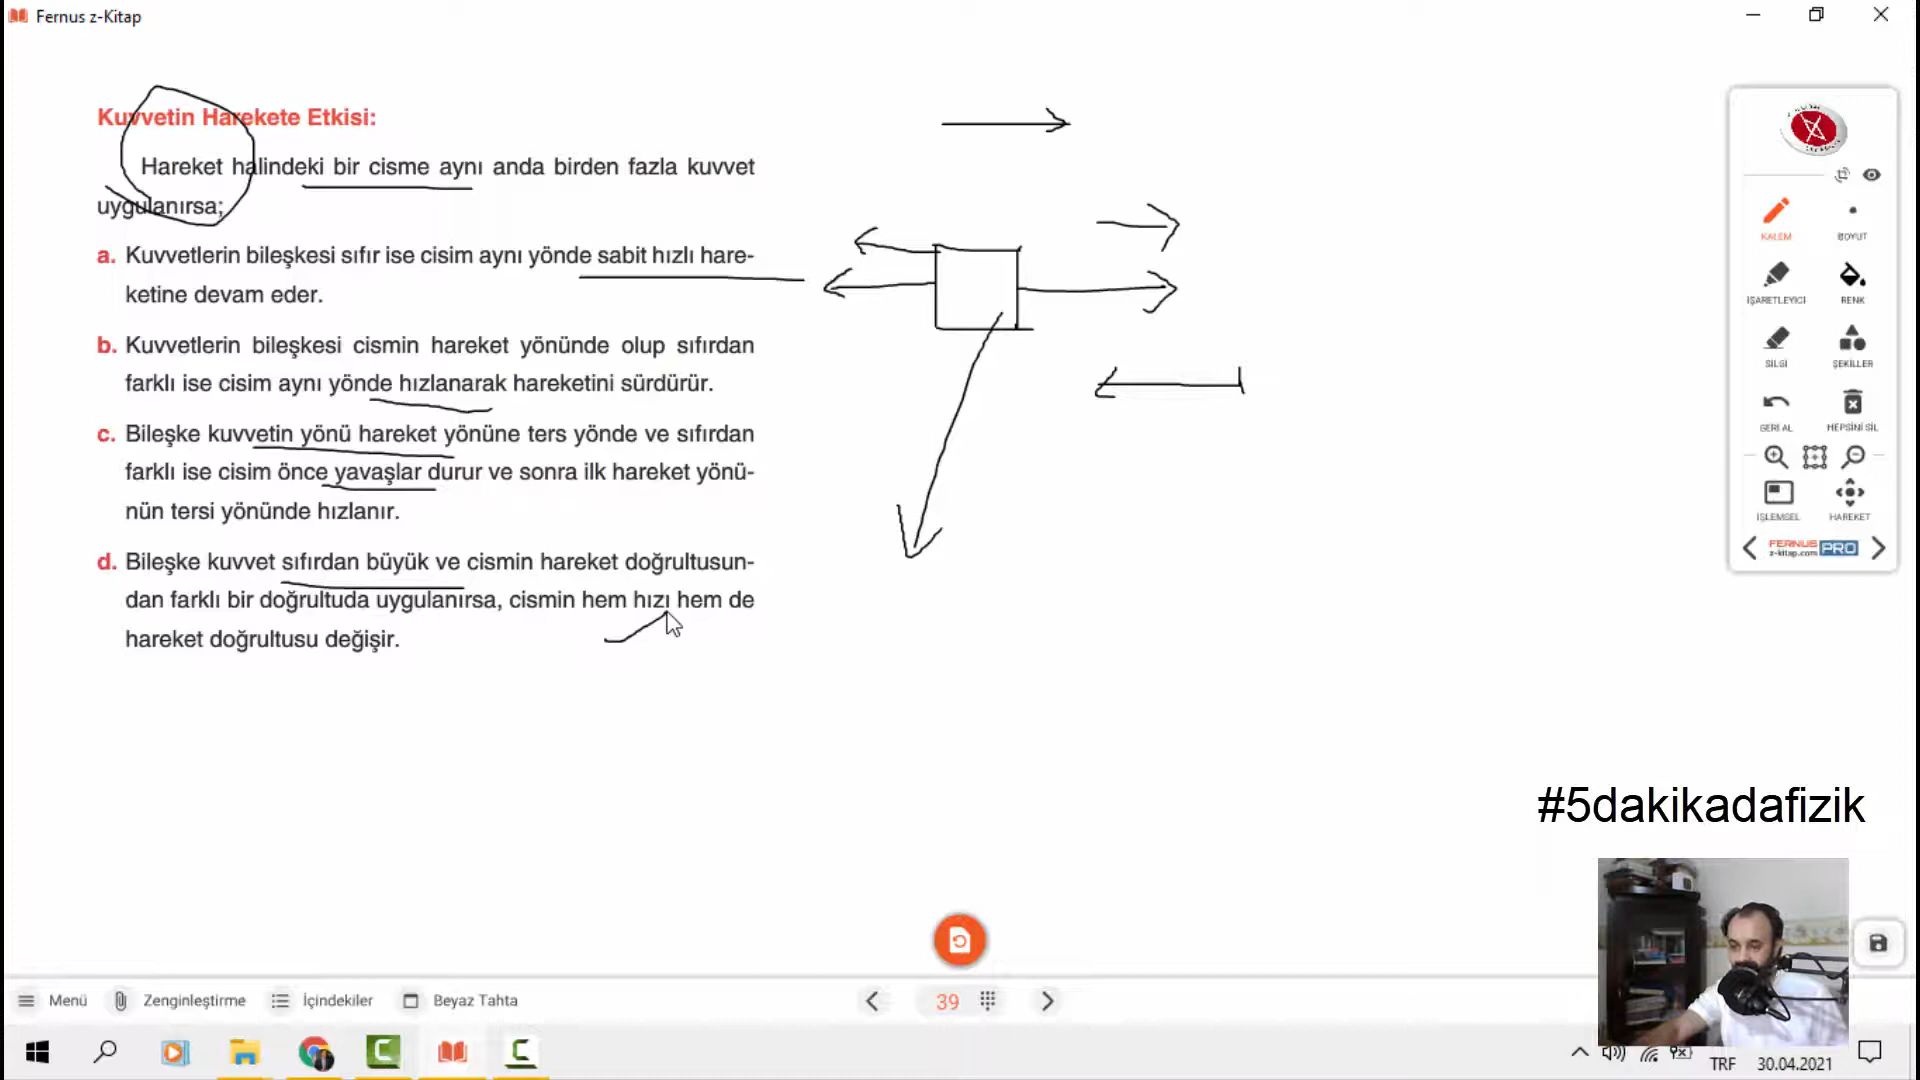 Fernus z-Kitap
Kuvvetin Harekete Etkisi:
Hareket halindeki bir cisme aynı anda birden fazla kuvvet
uygulanırsa;
a. Kuvvetlerin bileşkesi sıfır ise cisim aynı yönde sabit hızlı hare-
ketine devam eder.
b. Kuvvetlerin bileşkesi cismin hareket yönünde olup sıfırdan
farklı ise cisim aynı yönde hızlanarak hareketini sürdürür.
c. Bileşke kuvvetin yönü hareket yönüne ters yönde ve sıfırdan
farklı ise cisim önce yavaşlar durur ve sonra ilk hareket yönü-
nün tersi yönünde hızlanır.
d. Bileşke kuvvet sıfırdan büyük ve cismin hareket doğrultusun-
dan farklı bir doğrultuda uygulanırsa, cismin hem hızı hem de
hareket doğrultusu değişir.
KALEM
BOYUT
İŞARETLEYİCİ
RENK
SİLGİ
ŞEKİLLER
GERİ AL
HEPSİNİ SİL
İŞLEMSEL
HAREKET
FERNUS
z-kitap.com PRO
#5dakikadafizik
Menü
Zenginleştirme
İçindekiler
Beyaz Tahta
39
TRF
30.04.2021